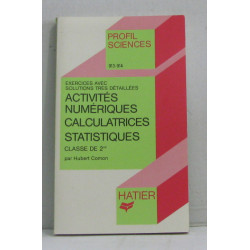 PROFIL
SCIENCES
EXERCICES AVEC
SOLUTIONS TRÈS DÉTAILLÉES
ACTIVITÉS
NUMÉRIQUES
CALCULATRICES
STATISTIQUES
CLASSE DE 2de
par Hubert Comon
HATIER